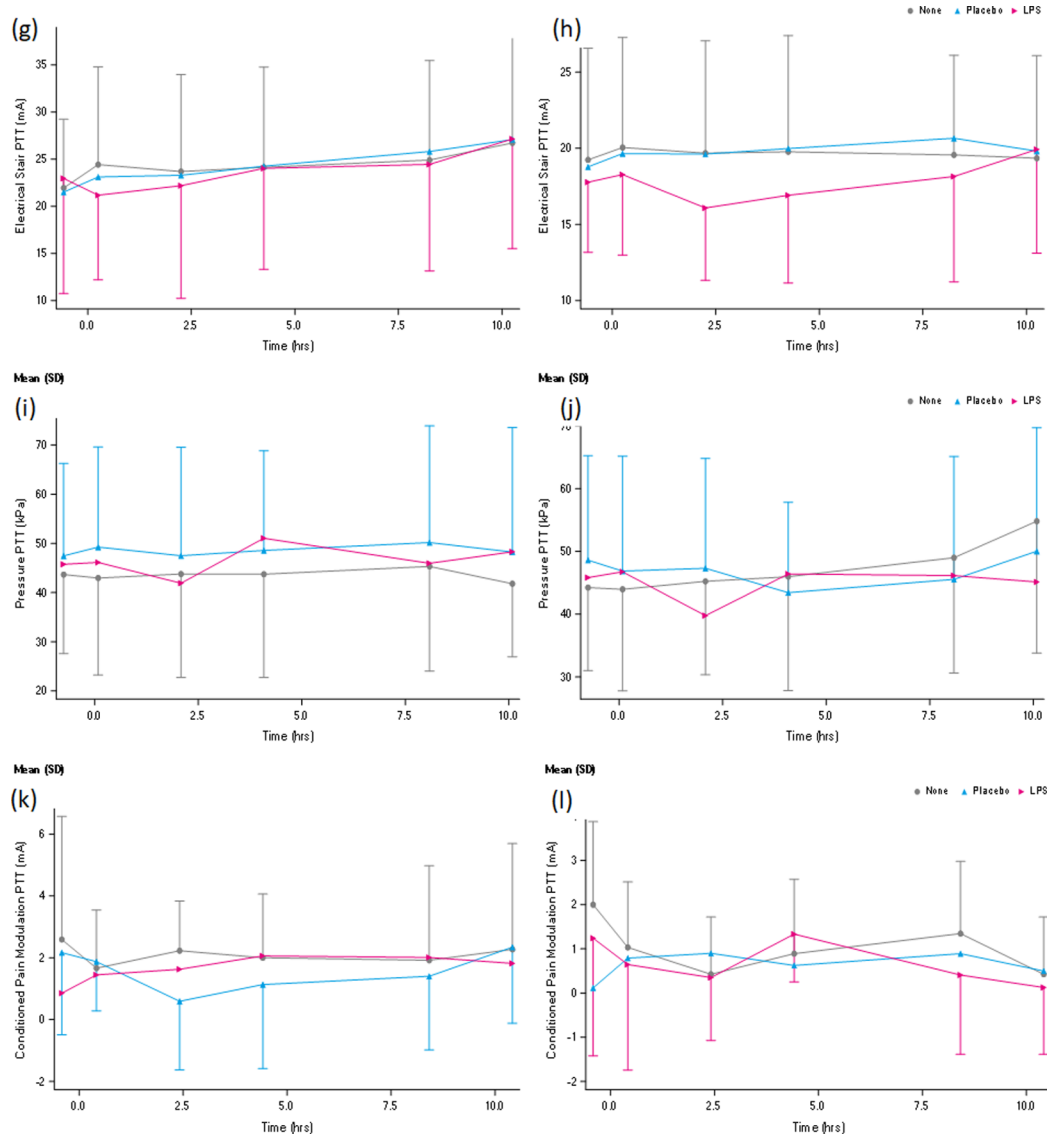 None Placebo LPS
(g)
(h)
Electrical Stair PTT (mA)
35
30
25
20
15
10
0.0 2.5 5.0 7.5 10.0
Time (hrs)
Electrical Stair PTT (mA)
25
20
15
10
0.0 2.5 5.0 7.5 10.0
Time (hrs)
Mean (SD)
Mean (SD)
(i)
(j)
None Placebo LPS
Pressure PTT (kPa)
70
60
50
40
30
20
0.0 2.5 5.0 7.5 10.0
Time (hrs)
Pressure PTT (kPa)
70
60
50
40
30
0.0 2.5 5.0 7.5 10.0
Time (hrs)
Mean (SD)
Mean (SD)
(k)
(l)
None Placebo LPS
Conditioned Pain Modulation PTT (mA)
6
4
2
0
-2
0.0 2.5 5.0 7.5 10.0
Time (hrs)
Conditioned Pain Modulation PTT (mA)
3
2
1
0
-1
-2
0.0 2.5 5.0 7.5 10.0
Time (hrs)